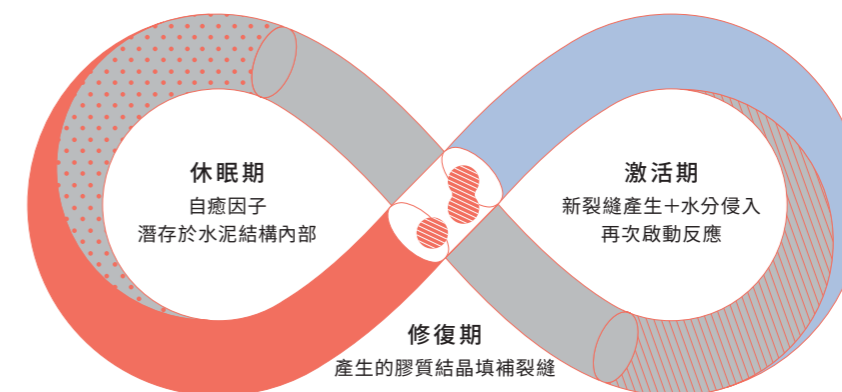 休眠期
自癒因子
潛存於水泥結構內部
激活期
新裂縫產生+水分侵入
再次啟動反應
修復期
產生的膠質結晶填補裂縫